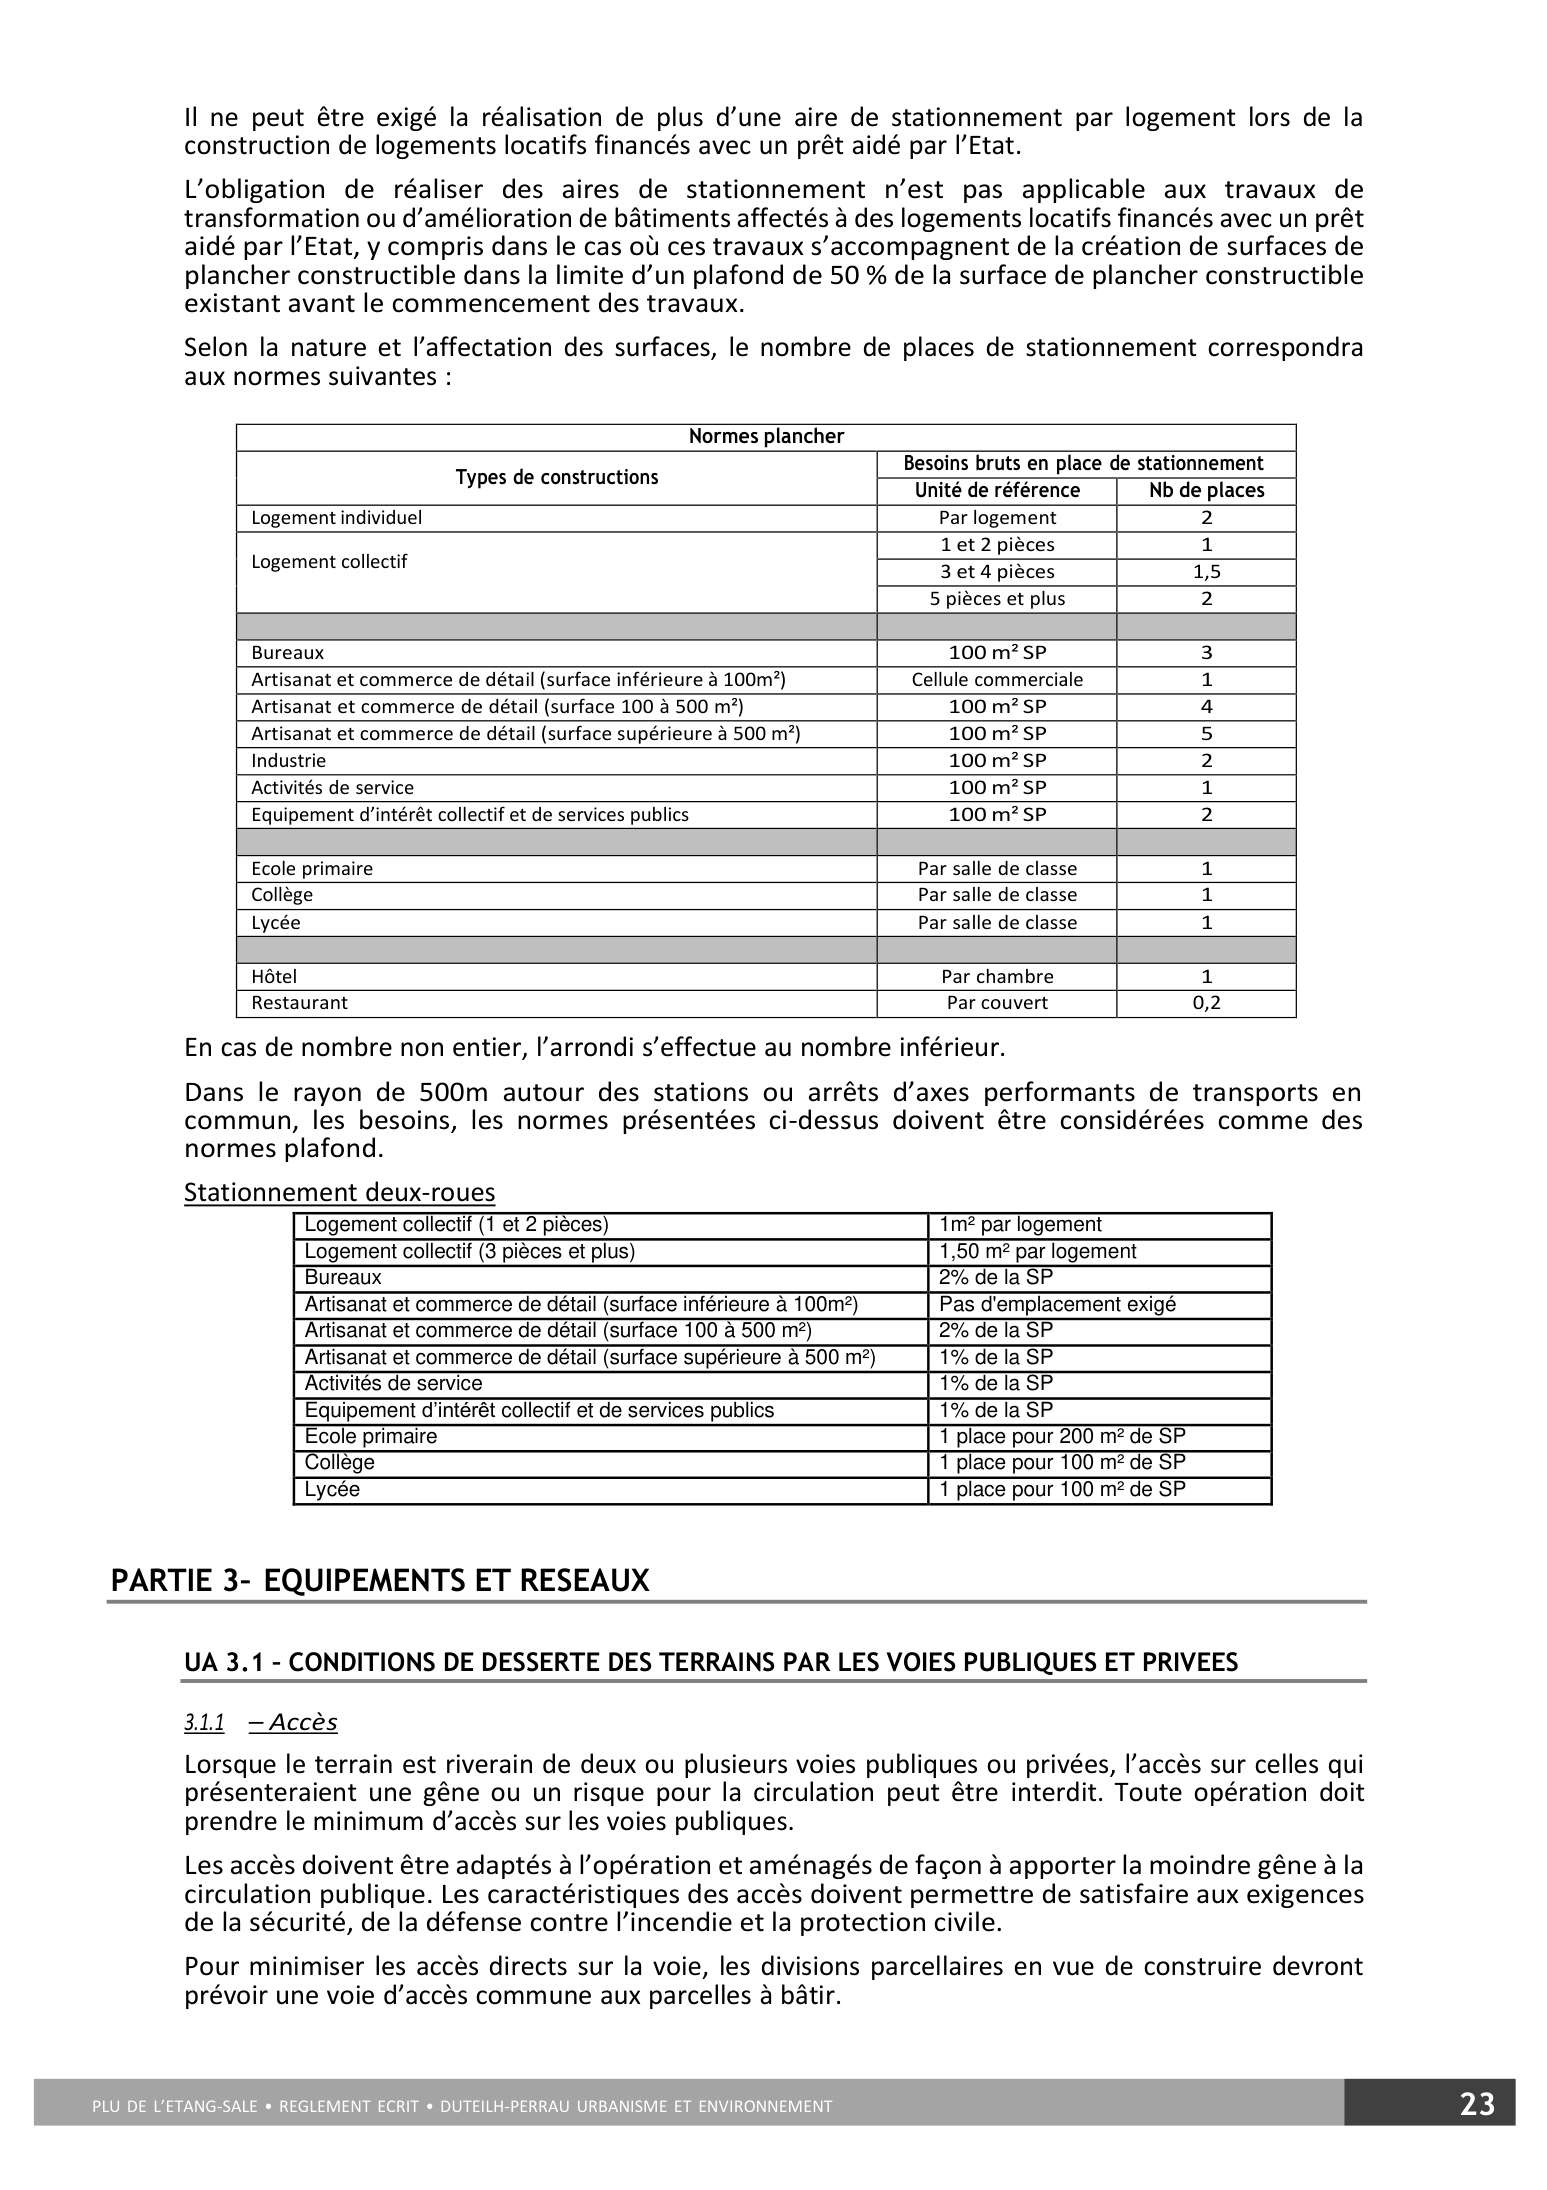 Il ne peut être exigé la réalisation de plus d’une aire de stationnement par logement lors de la
construction de logements locatifs financés avec un prêt aidé par l’Etat.
L’obligation de réaliser des aires de stationnement n’est pas applicable aux travaux de
transformation ou d’amélioration de bâtiments affectés à des logements locatifs financés avec un prêt
aidé par l’Etat, y compris dans le cas où ces travaux s’accompagnent de la création de surfaces de
plancher constructible dans la limite d’un plafond de 50 % de la surface de plancher constructible
existant avant le commencement des travaux.
Selon la nature et l’affectation des surfaces, le nombre de places de stationnement correspondra
aux normes suivantes :
Normes plancher
Types de constructions Besoins bruts en place de stationnement
Unité de référence Nb de places
Logement individuel Par logement 2
Logement collectif 1 et 2 pièces 1
3 et 4 pièces 1,5
5 pièces et plus 2
Bureaux 100 m² SP 3
Artisanat et commerce de détail (surface inférieure à 100m²) Cellule commerciale 1
Artisanat et commerce de détail (surface 100 à 500 m²) 100 m² SP 4
Artisanat et commerce de détail (surface supérieure à 500 m²) 100 m² SP 5
Industrie 100 m² SP 2
Activités de service 100 m² SP 1
Equipement d’intérêt collectif et de services publics 100 m² SP 2
Ecole primaire Par salle de classe 1
Collège Par salle de classe 1
Lycée Par salle de classe 1
Hôtel Par chambre 1
Restaurant Par couvert 0,2
En cas de nombre non entier, l’arrondi s’effectue au nombre inférieur.
Dans le rayon de 500m autour des stations ou arrêts d’axes performants de transports en
commun, les besoins, les normes présentées ci-dessus doivent être considérées comme des
normes plafond.
Stationnement deux-roues
Logement collectif (1 et 2 pièces) 1m² par logement
Logement collectif (3 pièces et plus) 1,50 m² par logement
Bureaux 2% de la SP
Artisanat et commerce de détail (surface inférieure à 100m²) Pas d'emplacement exigé
Artisanat et commerce de détail (surface 100 à 500 m²) 2% de la SP
Artisanat et commerce de détail (surface supérieure à 500 m²) 1% de la SP
Activités de service 1% de la SP
Equipement d’intérêt collectif et de services publics 1% de la SP
Ecole primaire 1 place pour 200 m² de SP
Collège 1 place pour 100 m² de SP
Lycée 1 place pour 100 m² de SP
PARTIE 3– EQUIPEMENTS ET RESEAUX
UA 3.1 – CONDITIONS DE DESSERTE DES TERRAINS PAR LES VOIES PUBLIQUES ET PRIVEES
3.1.1 – Accès
Lorsque le terrain est riverain de deux ou plusieurs voies publiques ou privées, l’accès sur celles qui
présenteraient une gêne ou un risque pour la circulation peut être interdit. Toute opération doit
prendre le minimum d’accès sur les voies publiques.
Les accès doivent être adaptés à l’opération et aménagés de façon à apporter la moindre gêne à la
circulation publique. Les caractéristiques des accès doivent permettre de satisfaire aux exigences
de la sécurité, de la défense contre l’incendie et la protection civile.
Pour minimiser les accès directs sur la voie, les divisions parcellaires en vue de construire devront
prévoir une voie d’accès commune aux parcelles à bâtir.
PLU DE L’ETANG-SALE • REGLEMENT ECRIT • DUTEILH-PERRAU URBANISME ET ENVIRONNEMENT 23